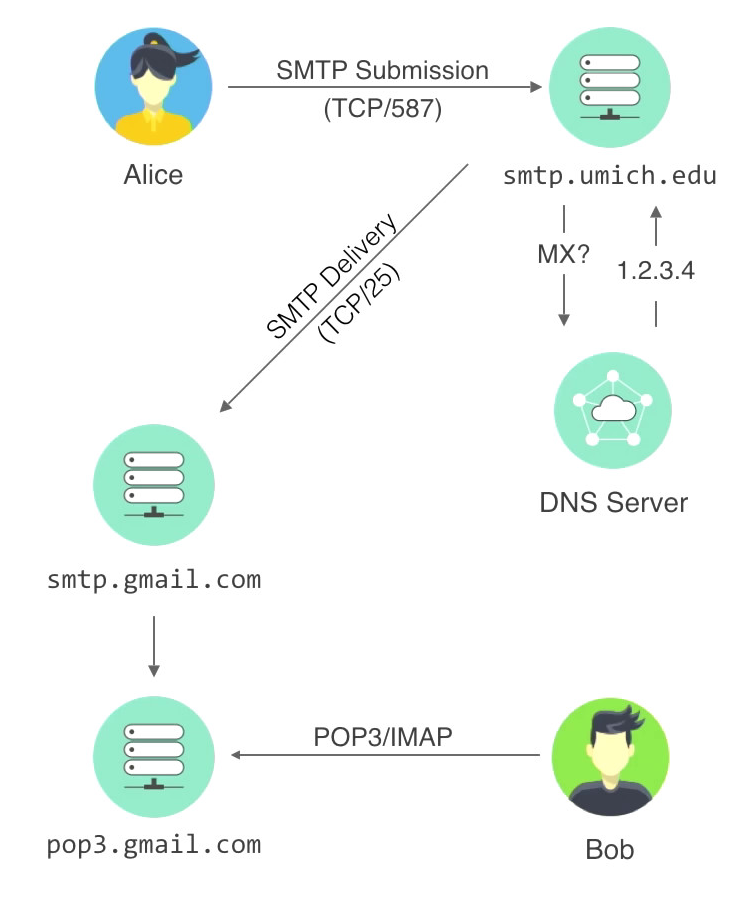 SMTP Submission
(TCP/587)
Alice
smtp.umich.edu
SMTP Delivery
(TCP/25)
MX?
1.2.3.4
DNS Server
smtp.gmail.com
POP3/IMAP
pop3.gmail.com
Bob